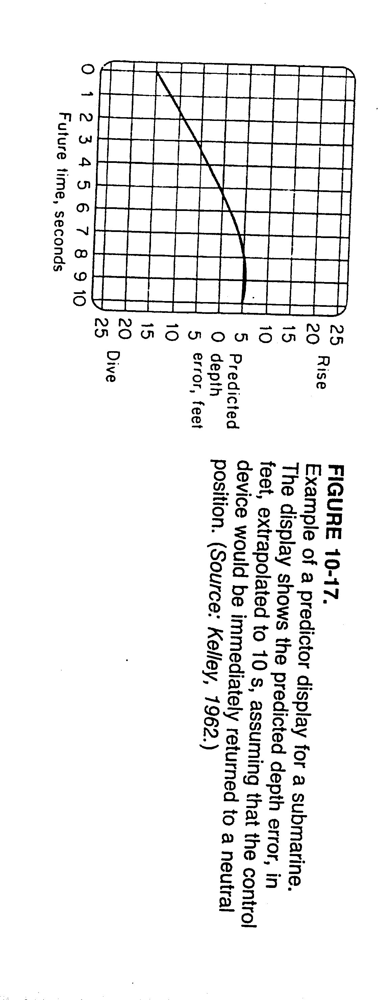 25
20
15
10
5
0
5
10
15
20
25
Rise
Predicted
depth
error, feet
Dive
0 1 2 3 4 5 6 7 8 9 10
Future time, seconds
FIGURE 10-17.
Example of a predictor display for a submarine.
The display shows the predicted depth error, in
feet, extrapolated to 10 s, assuming that the control
device would be immediately returned to a neutral
position. (Source: Kelley, 1962.)